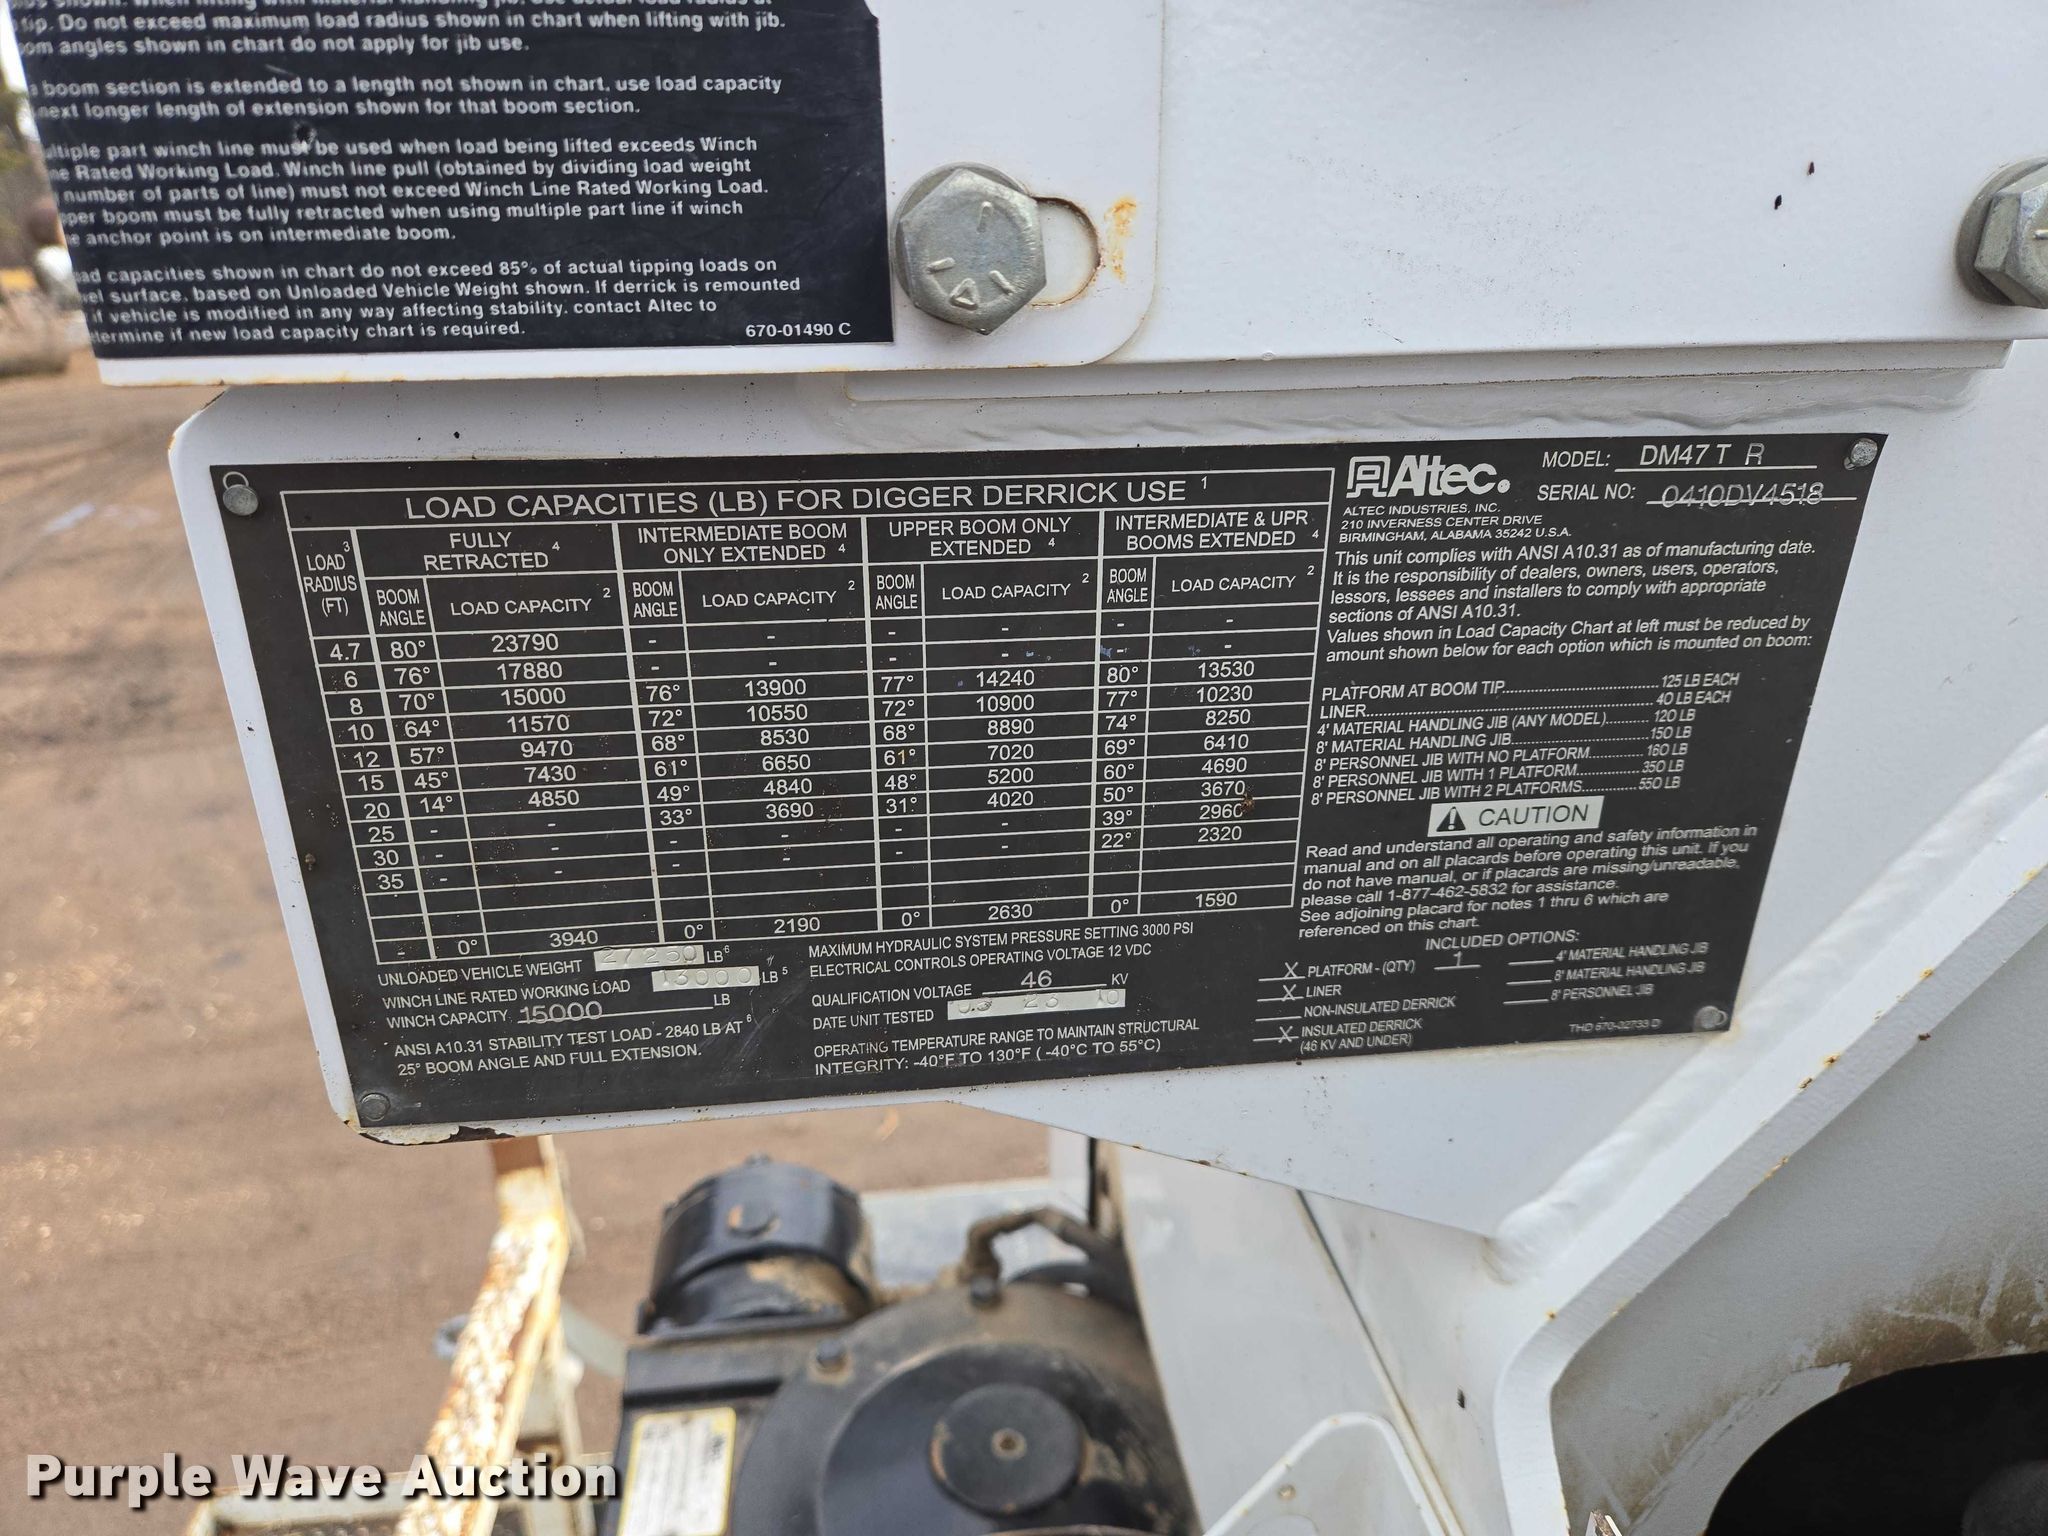 tip. Do not exceed maximum load radius shown in chart when lifting with jib.
angles shown in chart do not apply for jib use.
boom section is extended to a length not shown in chart, use load capacity
next longer length of extension shown for that boom section.
part winch line must be used when load being lifted exceeds Winch
Rated Working Load. Winch line pull (obtained by dividing load weight
number of parts of line) must not exceed Winch Line Rated Working Load.
boom must be fully retracted when using multiple part line if winch
anchor point is on intermediate boom.
capacities shown in chart do not exceed 85% of actual tipping loads on
surface, based on Unloaded Vehicle Weight shown. If derrick is remounted
if vehicle is modified in any way affecting stability, contact Altec to
if new load capacity chart is required. 670-01490 C
LOAD CAPACITIES (LB) FOR DIGGER DERRICK USE 1
LOAD 3 RADIUS (FT)
FULLY RETRACTED 4
INTERMEDIATE BOOM ONLY EXTENDED 4
UPPER BOOM ONLY EXTENDED 4
INTERMEDIATE & UPR BOOMS EXTENDED 4
BOOM ANGLE LOAD CAPACITY 2 BOOM ANGLE LOAD CAPACITY 2 BOOM ANGLE LOAD CAPACITY 2 BOOM ANGLE LOAD CAPACITY 2
4.7 80° 23790 - - - - - -
6 76° 17880 - - - - - -
8 70° 15000 76° 13900 77° 14240 80° 13530
10 64° 11570 72° 10550 72° 10900 77° 10230
12 57° 9470 68° 8530 68° 8890 74° 8250
15 45° 7430 61° 6650 61° 7020 69° 6410
20 14° 4850 49° 4840 48° 5200 60° 4690
25 - - 33° 3690 31° 4020 50° 3670
30 - - - - - - 39° 2960
35 - - - - - - 22° 2320
- 0° 3940 0° 2190 0° 2630 0° 1590
UNLOADED VEHICLE WEIGHT 27250 LB 6
WINCH LINE RATED WORKING LOAD 13000 LB 5
WINCH CAPACITY 15000 LB
ANSI A10.31 STABILITY TEST LOAD - 2840 LB AT 6
25° BOOM ANGLE AND FULL EXTENSION.
MAXIMUM HYDRAULIC SYSTEM PRESSURE SETTING 3000 PSI
ELECTRICAL CONTROLS OPERATING VOLTAGE 12 VDC
QUALIFICATION VOLTAGE 46 KV
DATE UNIT TESTED 23 10
OPERATING TEMPERATURE RANGE TO MAINTAIN STRUCTURAL
INTEGRITY: -40°F TO 130°F ( -40°C TO 55°C)
Altec.
MODEL: DM47 T R
SERIAL NO: 0410DV4518
ALTEC INDUSTRIES, INC.
210 INVERNESS CENTER DRIVE
BIRMINGHAM, ALABAMA 35242 U.S.A.
This unit complies with ANSI A10.31 as of manufacturing date.
It is the responsibility of dealers, owners, users, operators,
lessors, lessees and installers to comply with appropriate
sections of ANSI A10.31.
Values shown in Load Capacity Chart at left must be reduced by
amount shown below for each option which is mounted on boom:
PLATFORM AT BOOM TIP 125 LB EACH
LINER 40 LB EACH
4' MATERIAL HANDLING JIB (ANY MODEL) 120 LB
8' MATERIAL HANDLING JIB 150 LB
8' PERSONNEL JIB WITH NO PLATFORM 160 LB
8' PERSONNEL JIB WITH 1 PLATFORM 350 LB
8' PERSONNEL JIB WITH 2 PLATFORMS 550 LB
CAUTION
Read and understand all operating and safety information in
manual and on all placards before operating this unit. If you
do not have manual, or if placards are missing/unreadable,
please call 1-877-462-5832 for assistance.
See adjoining placard for notes 1 thru 6 which are
referenced on this chart.
INCLUDED OPTIONS:
X PLATFORM - (QTY) 1
X LINER
NON-INSULATED DERRICK
X INSULATED DERRICK
(46 KV AND UNDER)
4' MATERIAL HANDLING JIB
8' MATERIAL HANDLING JIB
8' PERSONNEL JIB
THD 670-02733 D
Purple Wave Auction